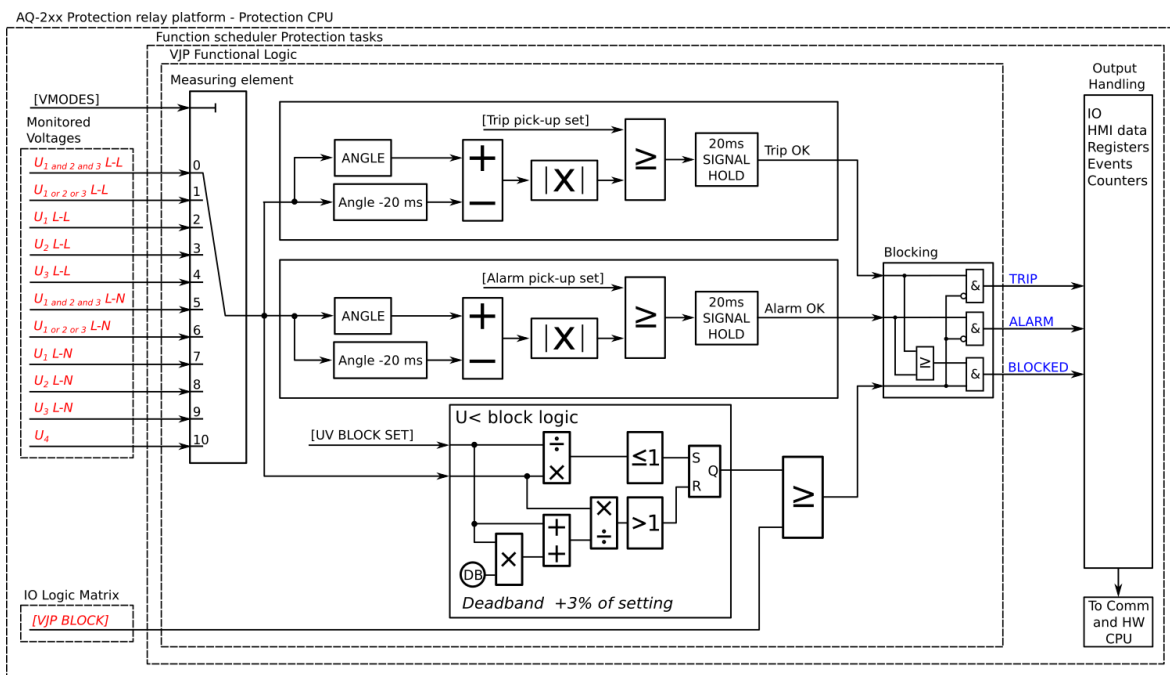 AQ-2xx Protection relay platform - Protection CPU
Function scheduler Protection tasks
VJP Functional Logic
Measuring element
[VMODES]
Monitored
Voltages
U1 and 2 and 3 L-L
U1 or 2 or 3 L-L
U1 L-L
U2 L-L
U3 L-L
U1 and 2 and 3 L-N
U1 or 2 or 3 L-N
U1 L-N
U2 L-N
U3 L-N
U4
0
1
2
3
4
5
6
7
8
9
10
[Trip pick-up set]
ANGLE
Angle -20 ms
+
−
|X|
≥
20ms
SIGNAL
HOLD
Trip OK
[Alarm pick-up set]
ANGLE
Angle -20 ms
+
−
|X|
≥
20ms
SIGNAL
HOLD
Alarm OK
U< block logic
[UV BLOCK SET]
÷
×
≤1
S
Q
R
×
÷
>1
+
+
×
DB
Deadband +3% of setting
≥
Blocking
&
&
≥
&
TRIP
ALARM
BLOCKED
Output
Handling
IO
HMI data
Registers
Events
Counters
To Comm
and HW
CPU
IO Logic Matrix
[VJP BLOCK]